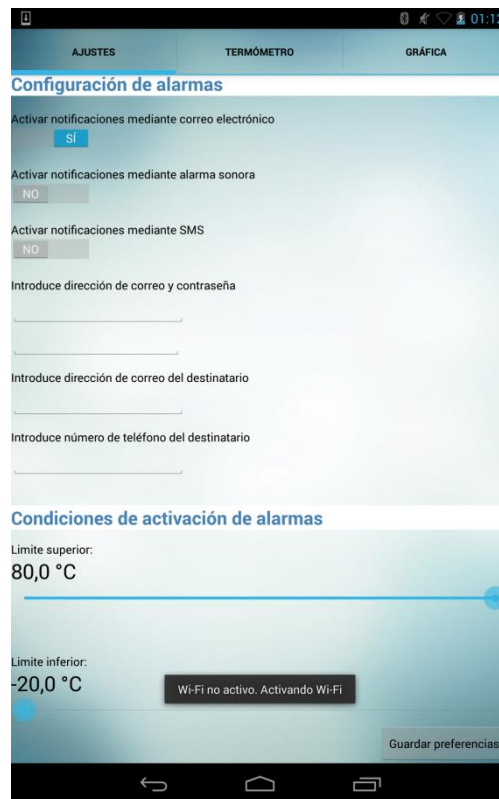 01:12
AJUSTES TERMÓMETRO GRÁFICA
Configuración de alarmas
Activar notificaciones mediante correo electrónico
SÍ
Activar notificaciones mediante alarma sonora
NO
Activar notificaciones mediante SMS
NO
Introduce dirección de correo y contraseña
Introduce dirección de correo del destinatario
Introduce número de teléfono del destinatario
Condiciones de activación de alarmas
Limite superior:
80,0 °C
Limite inferior:
-20,0 °C
Wi-Fi no activo. Activando Wi-Fi
Guardar preferencias